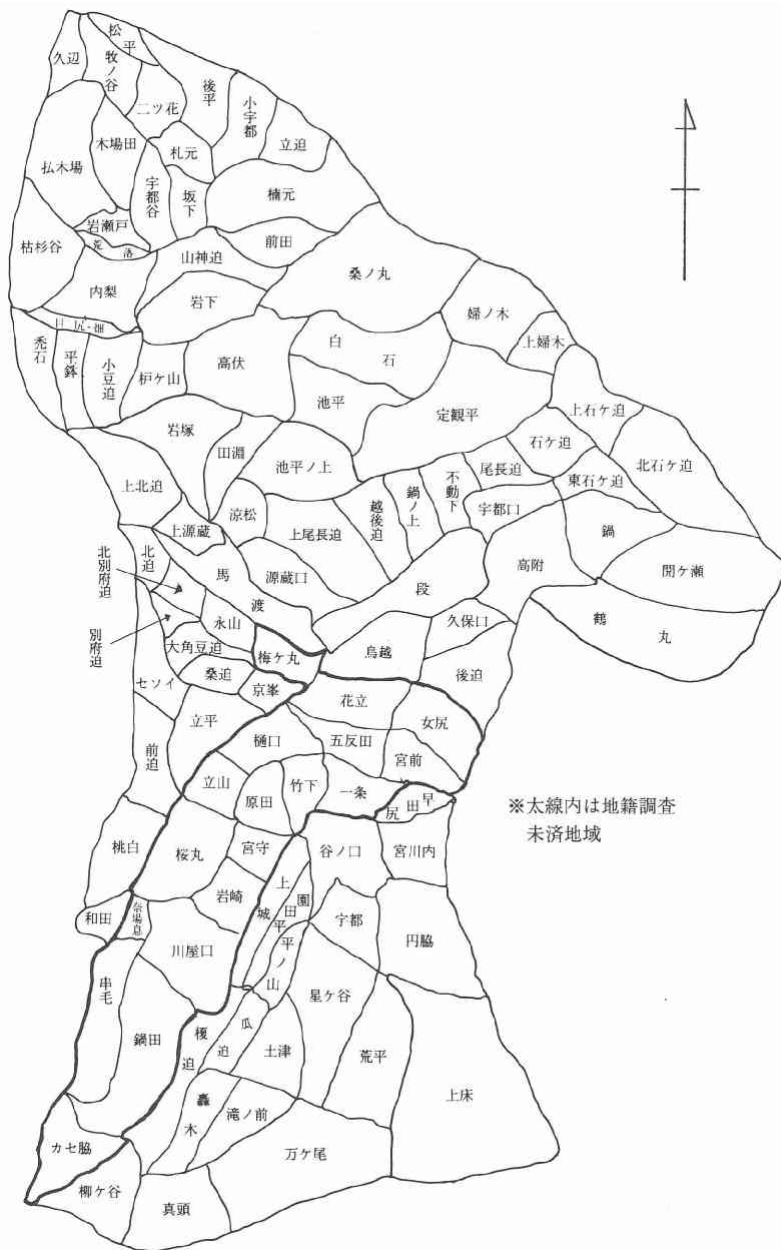 松平
久辺
牧ノ谷
二ツ花
後平
小宇都
立迫
木場田
札元
払木場
宇都谷
坂下
楠元
岩瀬戸
荒落
枯杉谷
山神迫
前田
内梨
岩下
桑ノ丸
婦ノ木
上婦木
禿石
平鉾
小豆迫
枦ケ山
高伏
白石
池平
定観平
上石ケ迫
北石ケ迫
岩塚
田淵
池平ノ上
石ケ迫
尾長迫
東石ケ迫
不動下
鍋ノ上
越後迫
宇都口
上北迫
涼松
上源蔵
上尾長迫
鍋
高附
開ケ瀬
北迫
北別府迫
馬渡
源蔵口
段
鶴丸
別府迫
永山
久保口
大角豆迫
梅ケ丸
烏越
後迫
セソイ
桑迫
京峯
花立
女尻
立平
樋口
五反田
宮前
前迫
立山
原田
竹下
一条
早田尻
※太線内は地籍調査
未済地域
桃白
桜丸
宮守
谷ノ口
宮川内
岩崎
上城
園田平
平ノ山
宇都
円脇
和田
川屋口
串毛
鍋田
榎迫
瓜迫
土津
星ケ谷
荒平
上床
轟木
滝ノ前
カセ脇
万ケ尾
柳ケ谷
真頭